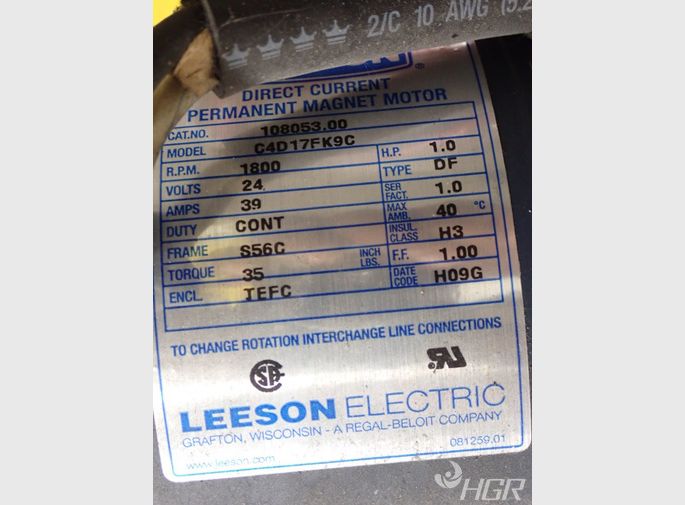 2/C 10 AWG (5.2
DIRECT CURRENT
PERMANENT MAGNET MOTOR
CAT.NO. 108053.00
MODEL C4D17FK9C
R.P.M. 1800 H.P. 1.0
VOLTS 24 TYPE DF
AMPS 39 SER FACT. 1.0
DUTY CONT MAX AMB. 40 °C
FRAME S56C INSUL CLASS H3
TORQUE 35 INCH LBS. F.F. 1.00
ENCL. TEFC DATE CODE H09G
TO CHANGE ROTATION INTERCHANGE LINE CONNECTIONS
LEESON ELECTRIC
GRAFTON, WISCONSIN - A REGAL-BELOIT COMPANY
www.leeson.com 081259.01
HGR